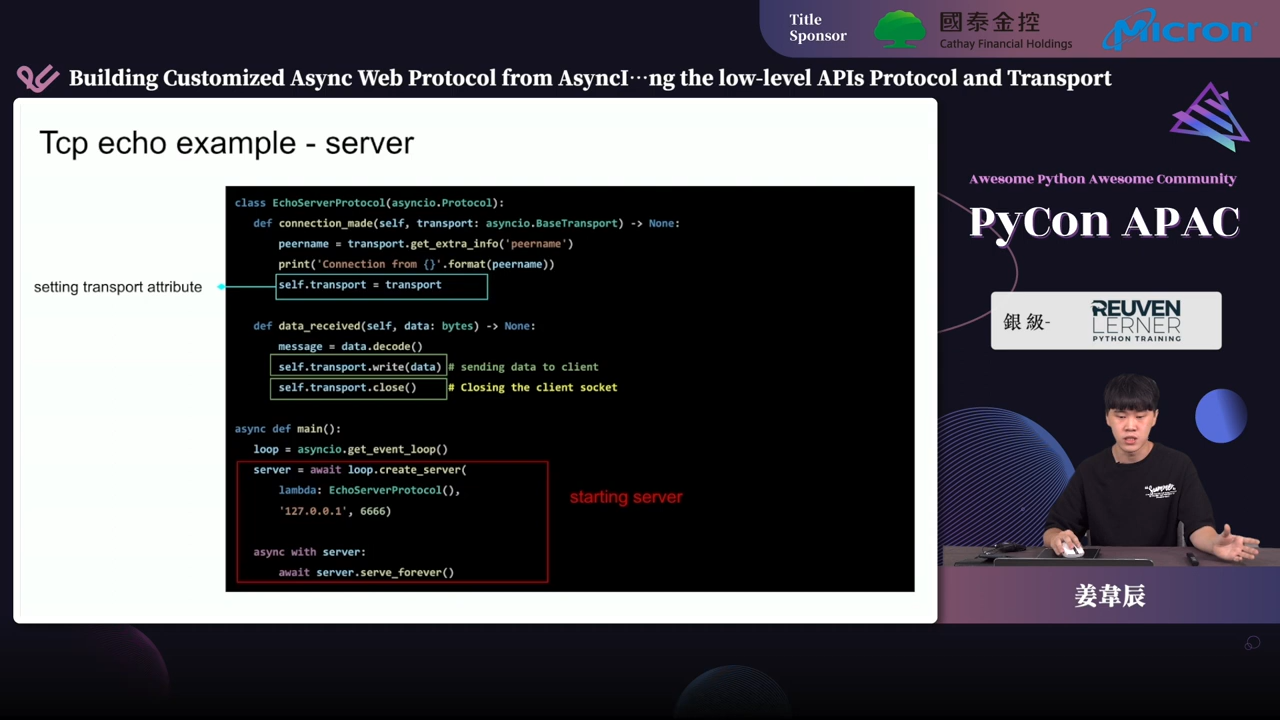 Title
Sponsor
國泰金控
Cathay Financial Holdings
Micron
Building Customized Async Web Protocol from AsyncI…ng the low-level APIs Protocol and Transport
Tcp echo example - server
class EchoServerProtocol(asyncio.Protocol):
def connection_made(self, transport: asyncio.BaseTransport) -> None:
peername = transport.get_extra_info('peername')
print('Connection from {}'.format(peername))
setting transport attribute
self.transport = transport
def data_received(self, data: bytes) -> None:
message = data.decode()
self.transport.write(data) # sending data to client
self.transport.close() # Closing the client socket
async def main():
loop = asyncio.get_event_loop()
server = await loop.create_server(
lambda: EchoServerProtocol(),
'127.0.0.1', 6666)
starting server
async with server:
await server.serve_forever()
Awesome Python Awesome Community
PyCon APAC
銀級-
REUVEN
LERNER
PYTHON TRAINING
姜韋辰